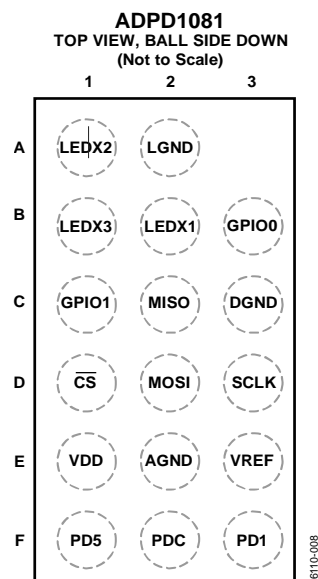 ADPD1081
TOP VIEW, BALL SIDE DOWN
(Not to Scale)
1 2 3
A LEDX2 LGND
B LEDX3 LEDX1 GPIO0
C GPIO1 MISO DGND
D CS MOSI SCLK
E VDD AGND VREF
F PD5 PDC PD1
6110-008